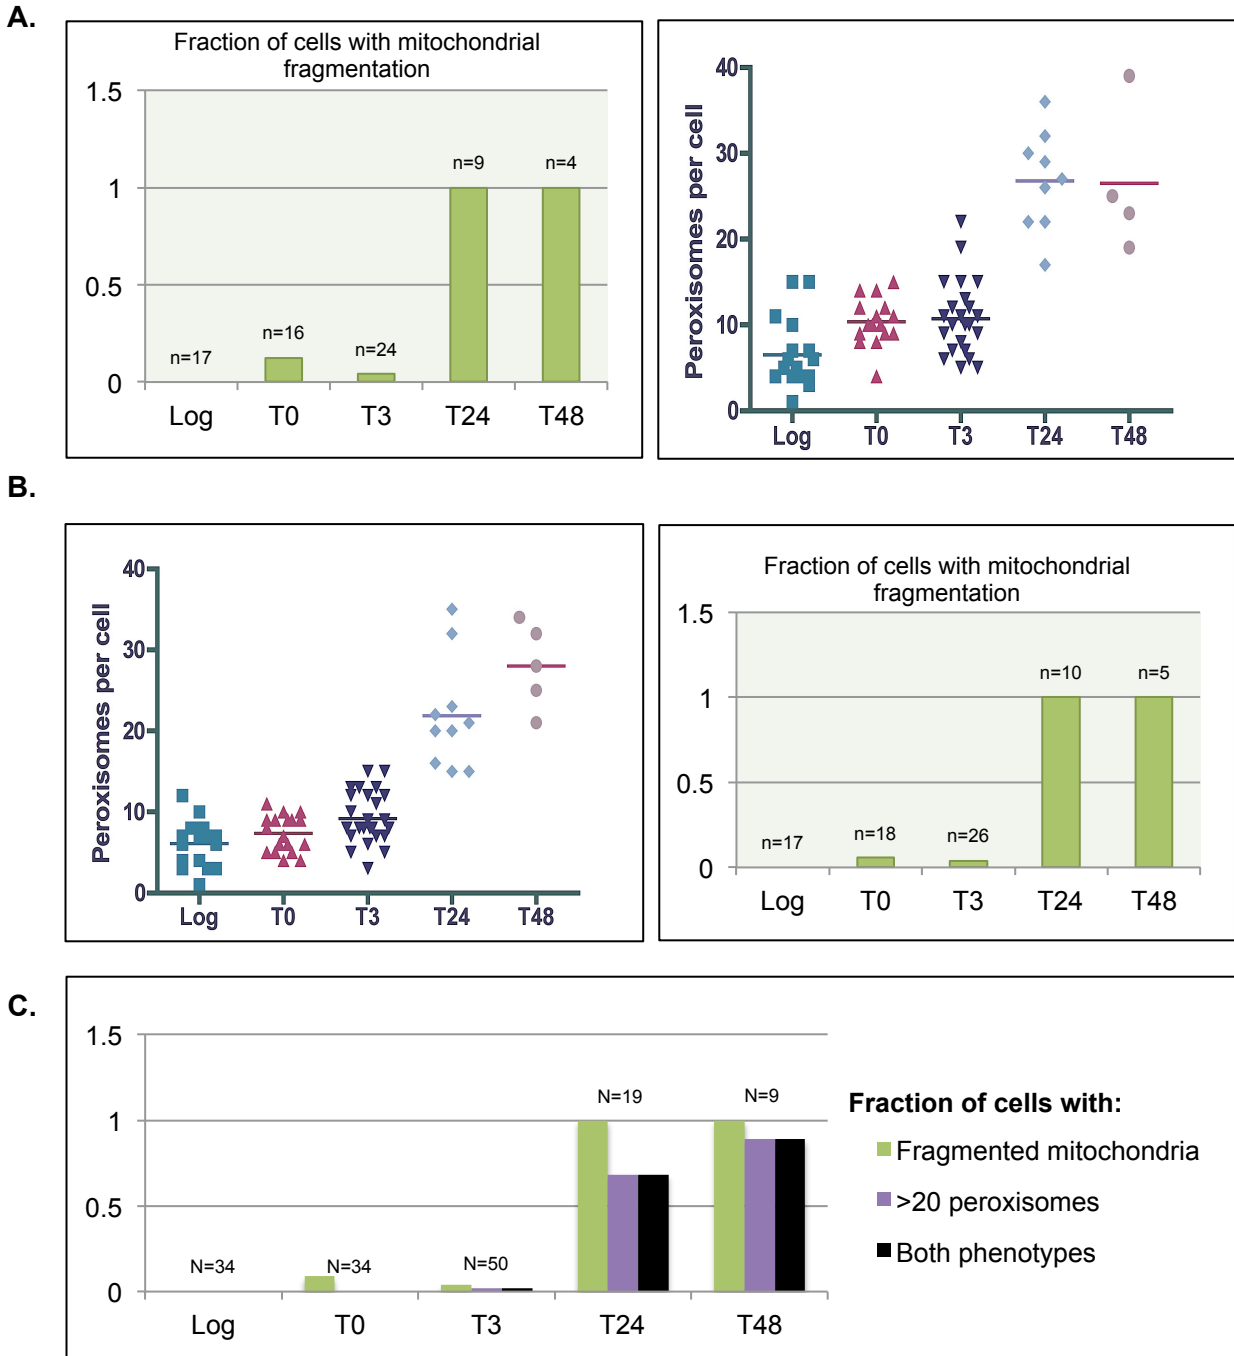 A.
Fraction of cells with mitochondrial
fragmentation
1.5
1
0.5
0
n=17
n=16
n=24
n=9
n=4
Log
T0
T3
T24
T48
Peroxisomes per cell
40
30
20
10
0
Log
T0
T3
T24
T48
B.
Peroxisomes per cell
40
30
20
10
0
Log
T0
T3
T24
T48
Fraction of cells with mitochondrial
fragmentation
1.5
1
0.5
0
n=17
n=18
n=26
n=10
n=5
Log
T0
T3
T24
T48
C.
1.5
1
0.5
0
N=34
N=34
N=50
N=19
N=9
Log
T0
T3
T24
T48
Fraction of cells with:
Fragmented mitochondria
>20 peroxisomes
Both phenotypes